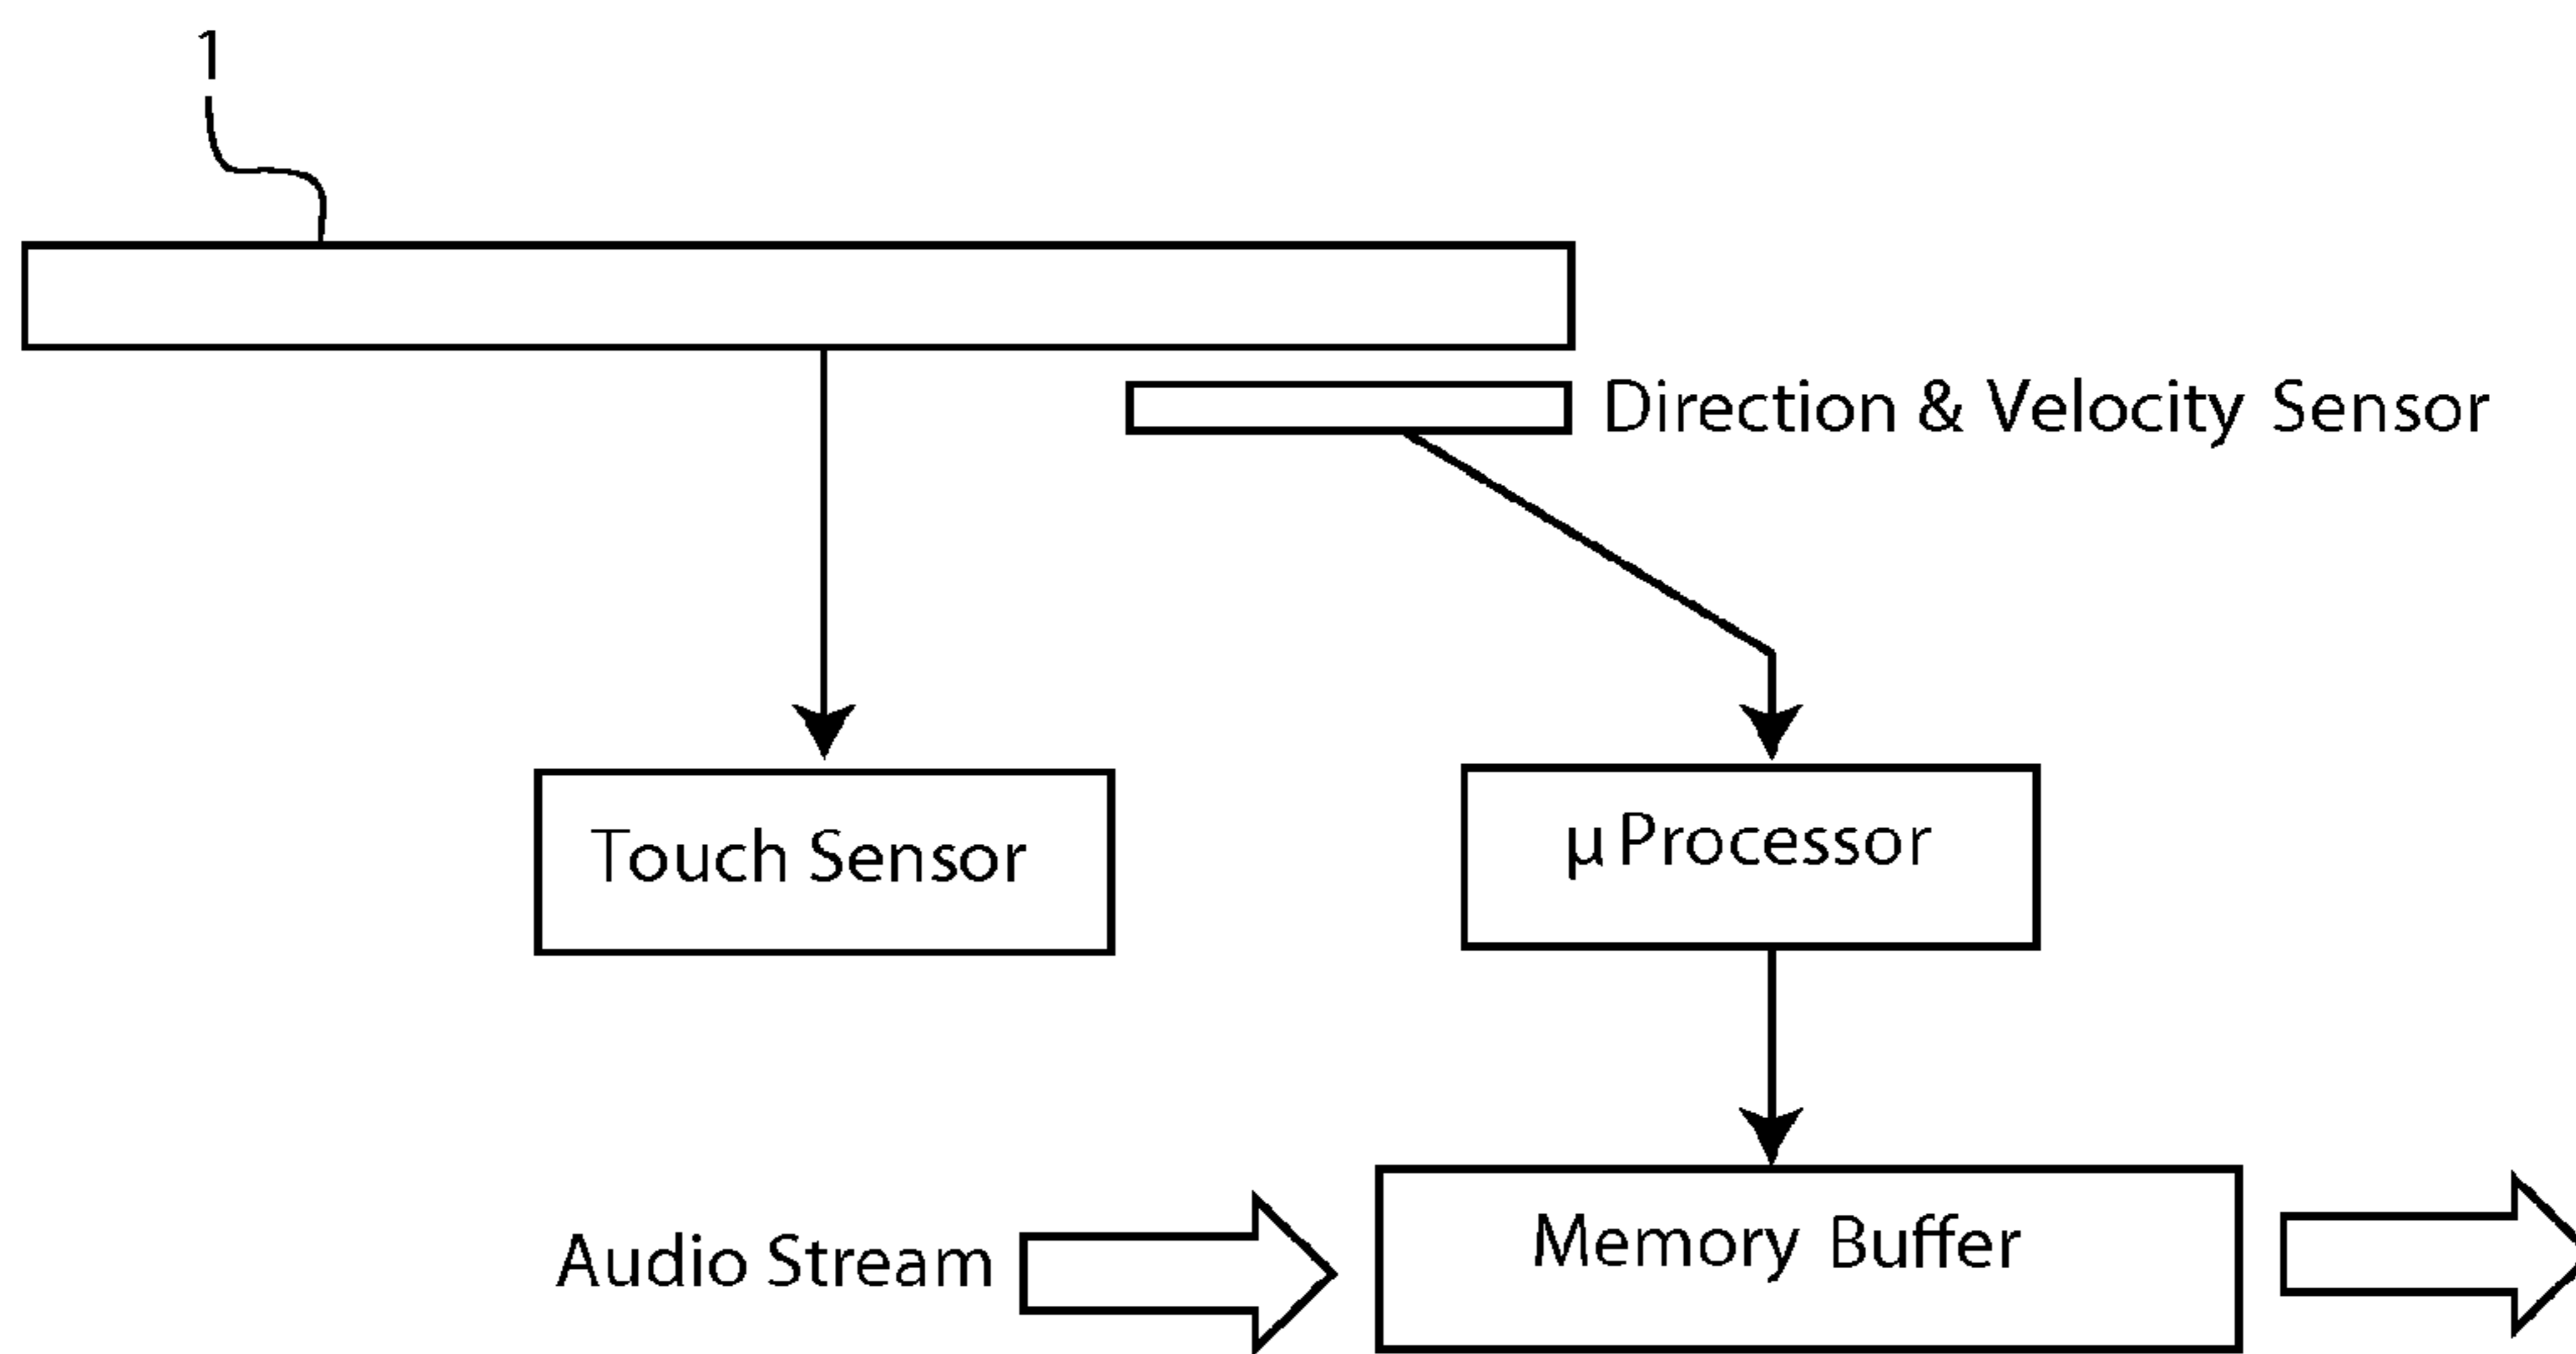 1
Direction & Velocity Sensor
Touch Sensor
µ Processor
Audio Stream
Memory Buffer